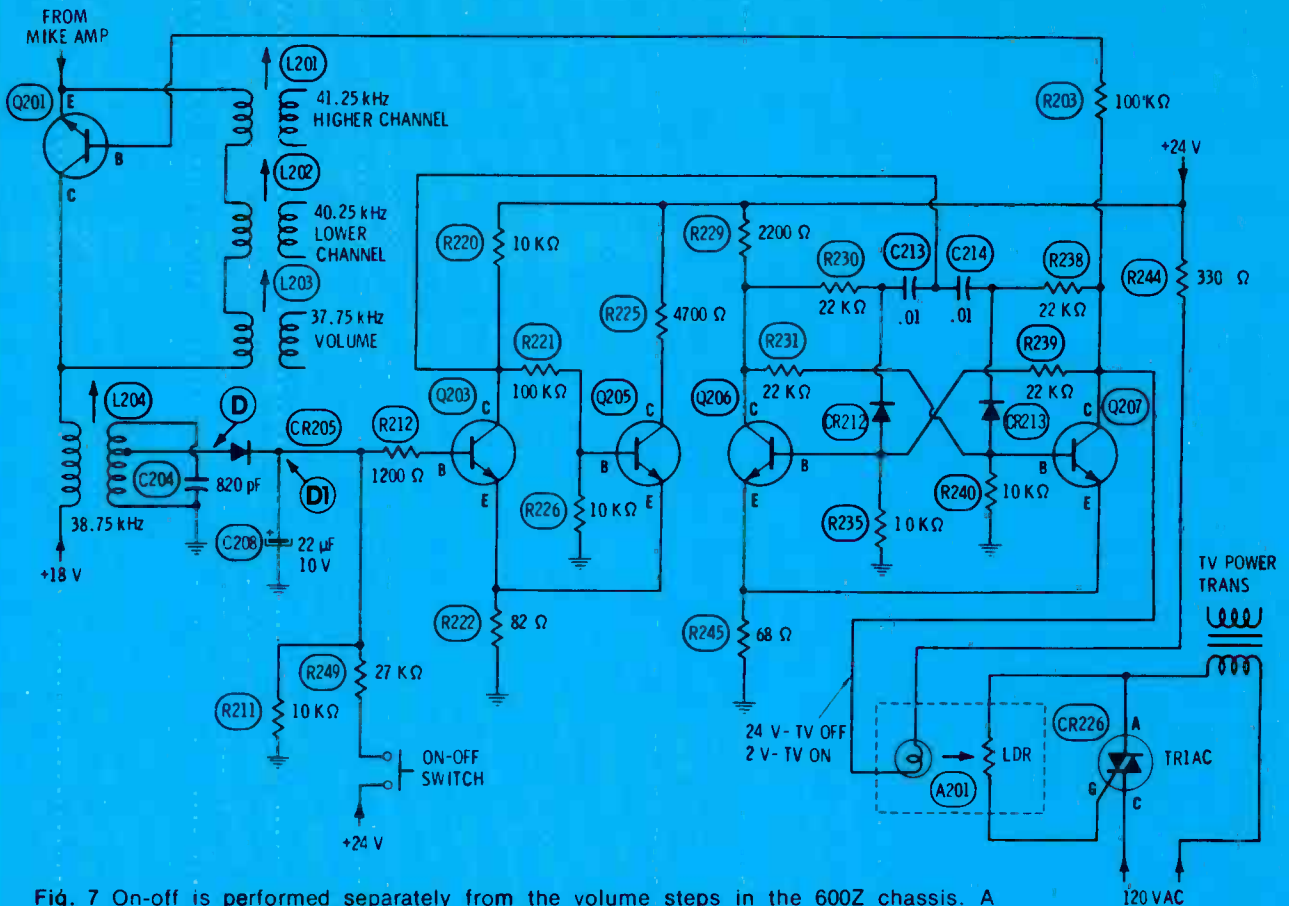 FROM
MIKE AMP
Q201
E
B
C
L201
41.25 kHz
HIGHER CHANNEL
L202
40.25 kHz
LOWER
CHANNEL
L203
37.75 kHz
VOLUME
R203
100 KΩ
+24 V
R220
10 KΩ
R229
2200 Ω
R230
22 KΩ
C213
.01
C214
.01
R238
22 KΩ
R244
330 Ω
R225
4700 Ω
R221
100 KΩ
R231
22 KΩ
R239
22 KΩ
L204
D
CR205
R212
1200 Ω
Q203
C
B
E
Q205
C
B
E
Q206
C
B
E
CR212
CR213
Q207
C
B
E
C204
820 pF
D1
38.75 kHz
+18 V
C208
+
22 μF
10 V
R226
10 KΩ
R235
10 KΩ
R240
10 KΩ
R222
82 Ω
R245
68 Ω
TV POWER
TRANS
R211
10 KΩ
R249
27 KΩ
ON-OFF
SWITCH
+24 V
24 V- TV OFF
2 V- TV ON
A201
LDR
CR226
A
TRIAC
G
C
120 VAC
Fig. 7 On-off is performed separately from the volume steps in the 600Z chassis. A